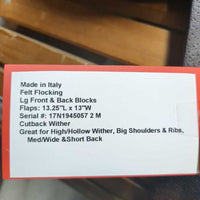 Made in Italy
Felt Flocking
Lg Front & Back Blocks
Flaps: 13.25"L x 13"W
Serial #: 17N1945057 2 M
Cutback Wither
Great for High/Hollow Wither, Big Shoulders & Ribs,
Med/Wide &Short Back